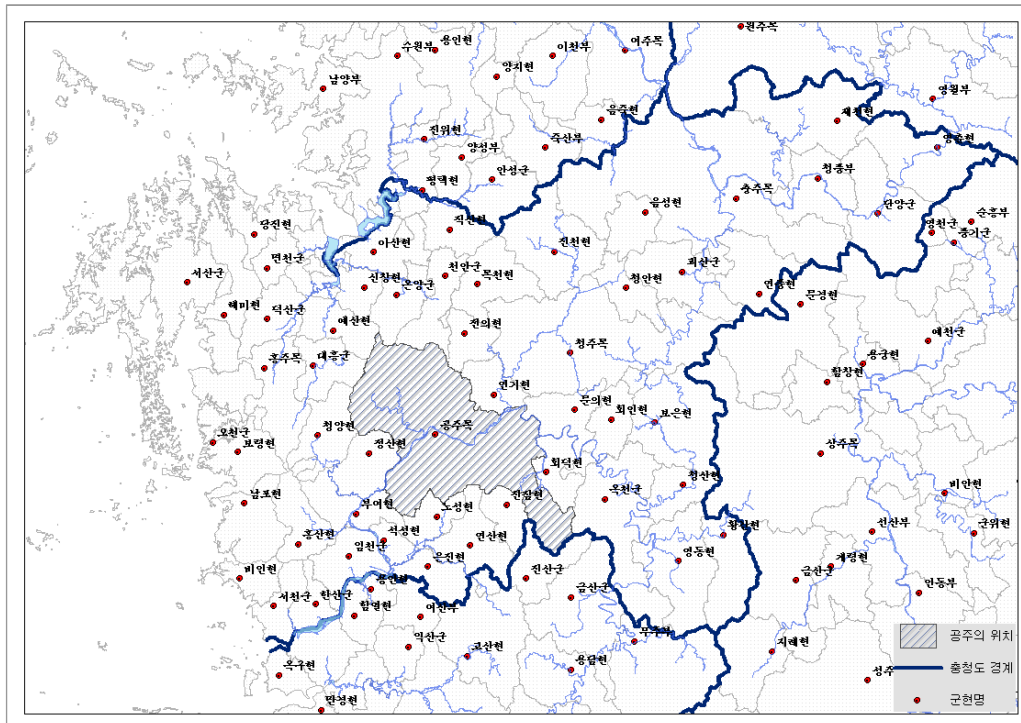 원주목
수원부
용인현
이천부
여주목
양지현
남양부
영월부
음죽현
제천현
진위현
죽산부
영춘현
양성부
안성군
청풍부
평택현
충주목
단양군
음성현
순흥부
당진현
직산현
영천군
풍기군
아산현
진천현
면천군
서산군
천안군
목천현
괴산군
신창현
온양군
청안현
연풍현
문경현
해미현
덕산군
예산현
전의현
예천군
청주목
홍주목
대흥군
용궁현
함창현
연기현
문의현
회인현
보은현
공주목
오천군
보령현
청양현
정산현
상주목
회덕현
청산현
비안현
남포현
부여현
노성현
진잠현
옥천군
홍산현
석성현
연산현
황간현
선산부
군위현
임천군
은진현
영동현
비인현
진산군
금산군
개령현
금산군
인동부
서천군
한산군
용안현
함열현
여산부
무주부
익산군
고산현
용담현
지례현
옥구현
성주
만경현
공주의 위치
충청도 경계
군현명